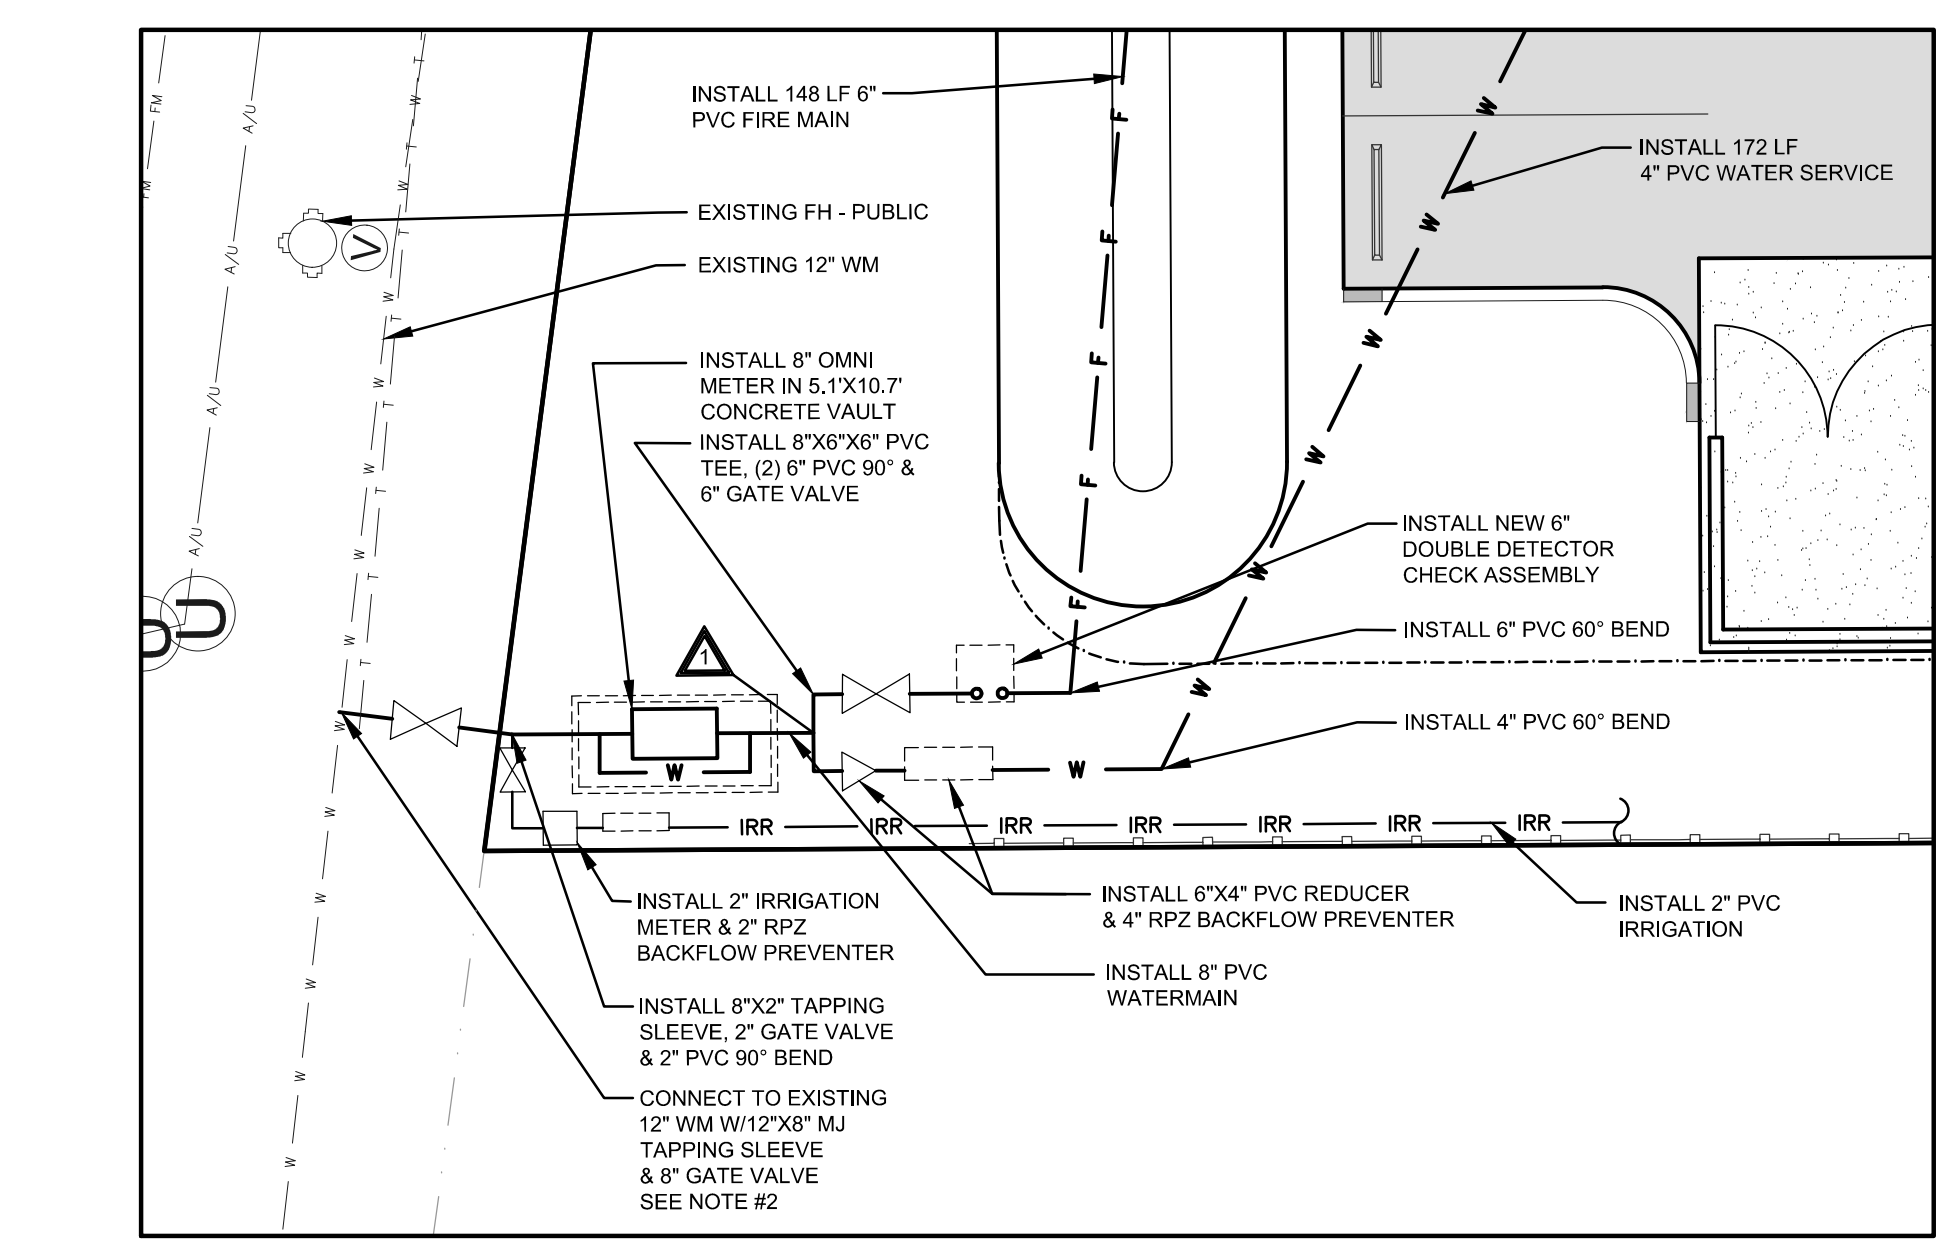 INSTALL 148 LF 6"
PVC FIRE MAIN
INSTALL 172 LF
4" PVC WATER SERVICE
EXISTING FH - PUBLIC
EXISTING 12" WM
INSTALL 8" OMNI
METER IN 5.1'X10.7'
CONCRETE VAULT
INSTALL 8"X6"X6" PVC
TEE, (2) 6" PVC 90° &
6" GATE VALVE
INSTALL NEW 6"
DOUBLE DETECTOR
CHECK ASSEMBLY
INSTALL 6" PVC 60° BEND
INSTALL 4" PVC 60° BEND
INSTALL 6"X4" PVC REDUCER
& 4" RPZ BACKFLOW PREVENTER
INSTALL 2" PVC
IRRIGATION
INSTALL 2" IRRIGATION
METER & 2" RPZ
BACKFLOW PREVENTER
INSTALL 8" PVC
WATERMAIN
INSTALL 8"X2" TAPPING
SLEEVE, 2" GATE VALVE
& 2" PVC 90° BEND
CONNECT TO EXISTING
12" WM W/12"X8" MJ
TAPPING SLEEVE
& 8" GATE VALVE
SEE NOTE #2
FM FM
A/U A/U A/U A/U
V
U
1
F F F F F
W W W W W W
W
W
IRR IRR IRR IRR IRR IRR IRR